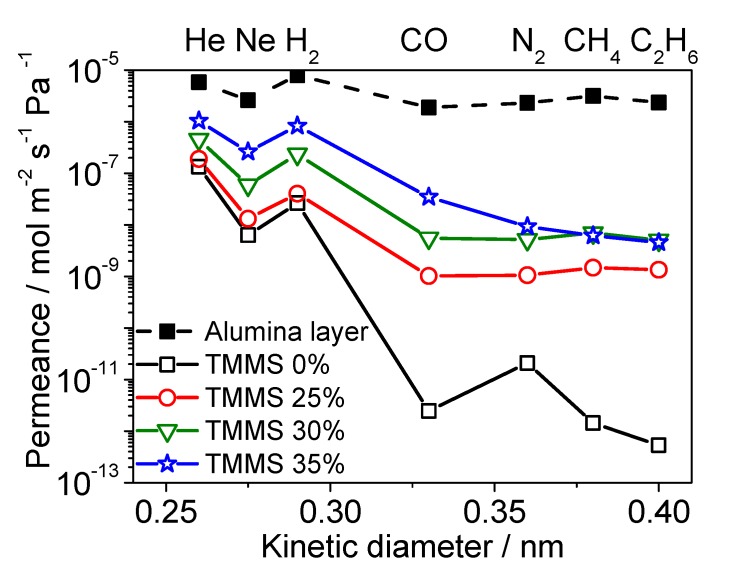 He Ne H₂ CO N₂ CH₄ C₂H₆
10⁻⁵
10⁻⁷
10⁻⁹
10⁻¹¹
10⁻¹³
Permeance / mol m⁻² s⁻¹ Pa⁻¹
Alumina layer
TMMS 0%
TMMS 25%
TMMS 30%
TMMS 35%
0.25 0.30 0.35 0.40
Kinetic diameter / nm